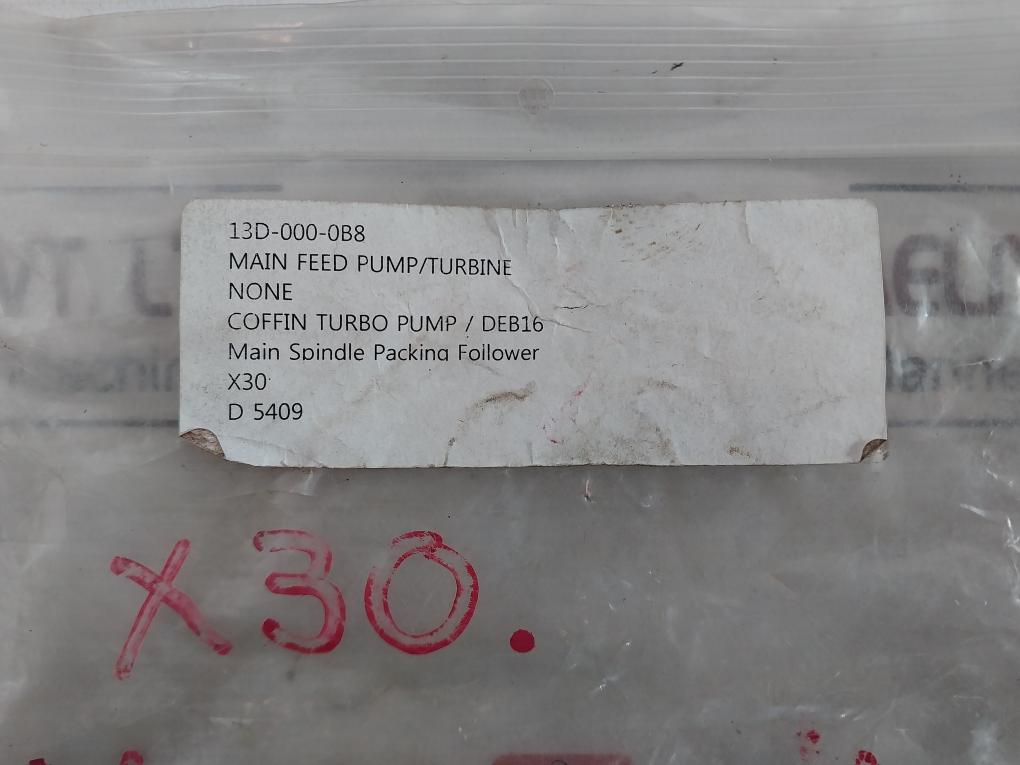 13D-000-0B8
MAIN FEED PUMP/TURBINE
NONE
COFFIN TURBO PUMP / DEB16
Main Spindle Packing Follower
X30
D 5409
X30.